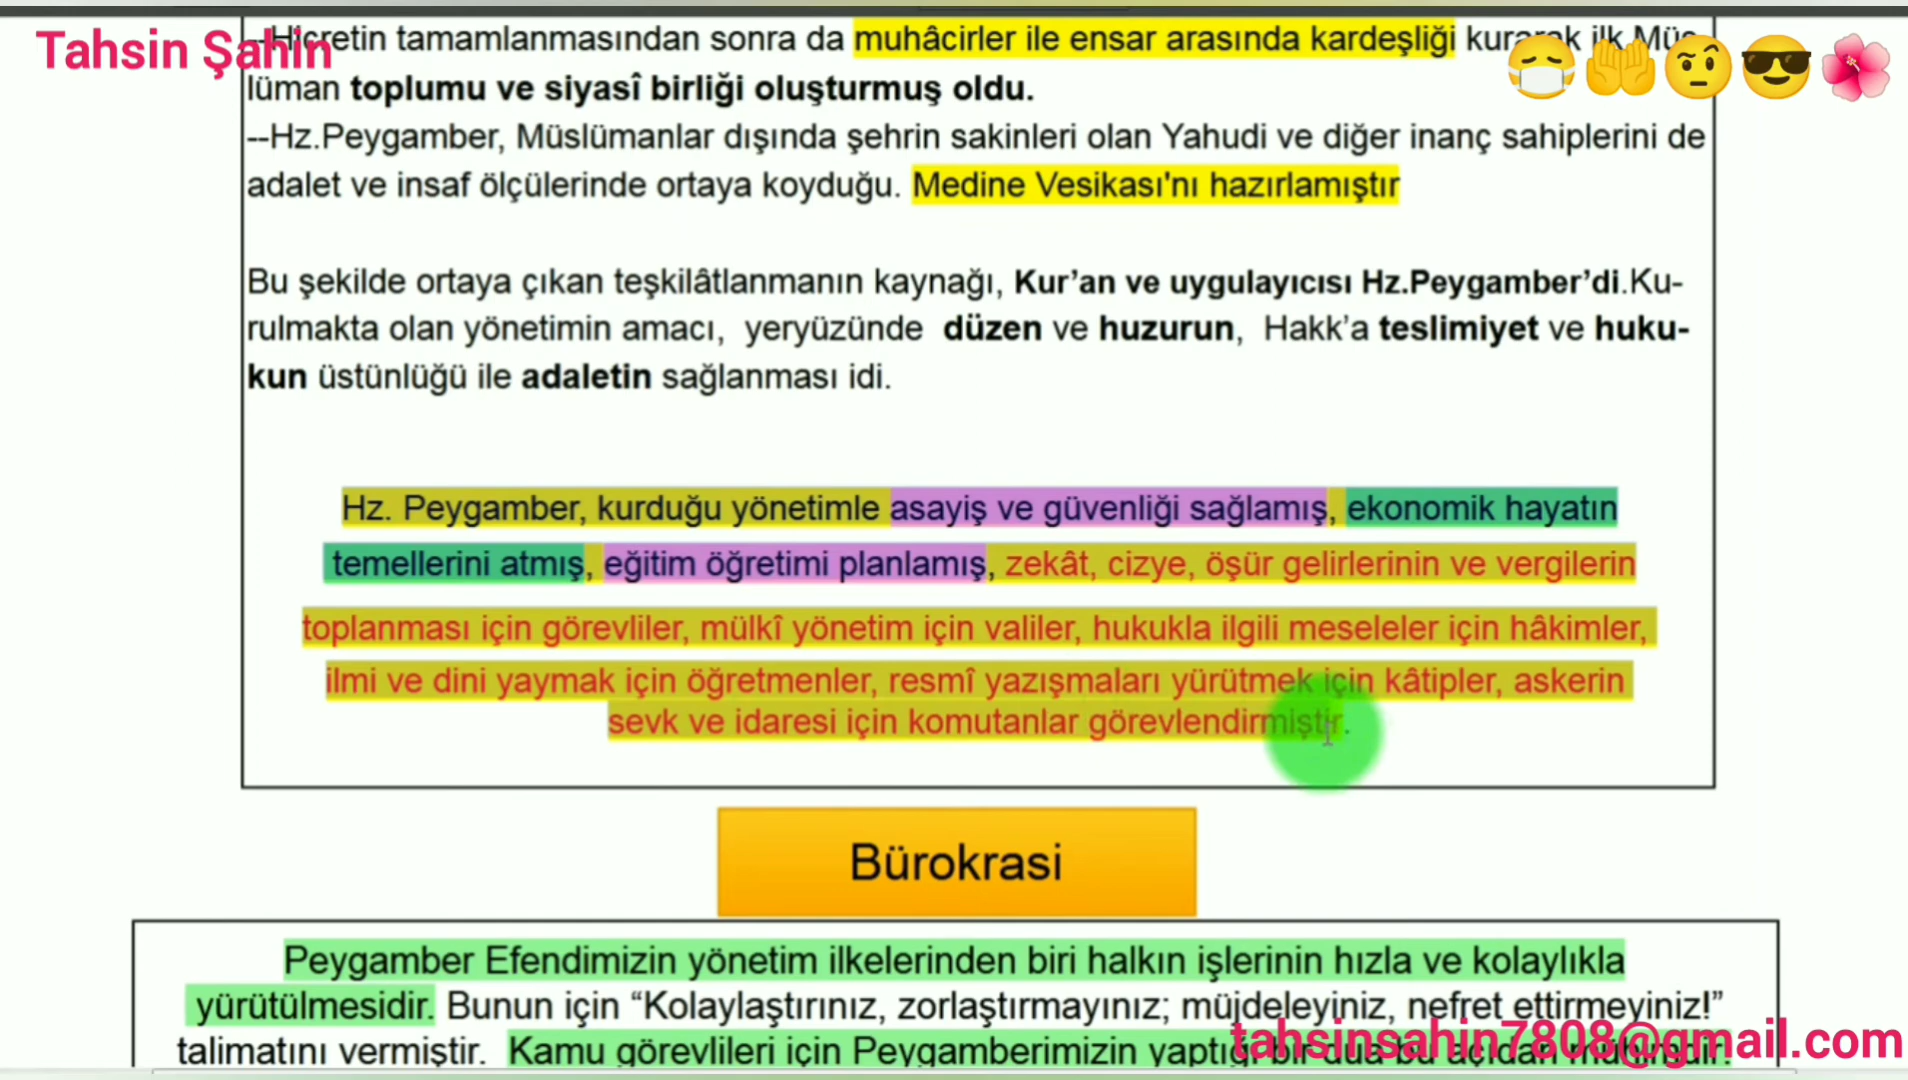 Tahsin Şahin
--Hicretin tamamlanmasından sonra da muhâcirler ile ensar arasında kardeşliği kurarak ilk Müs-
lüman toplumu ve siyasî birliği oluşturmuş oldu.
--Hz.Peygamber, Müslümanlar dışında şehrin sakinleri olan Yahudi ve diğer inanç sahiplerini de
adalet ve insaf ölçülerinde ortaya koyduğu. Medine Vesikası'nı hazırlamıştır
Bu şekilde ortaya çıkan teşkilâtlanmanın kaynağı, Kur’an ve uygulayıcısı Hz.Peygamber’di.Ku-
rulmakta olan yönetimin amacı, yeryüzünde düzen ve huzurun, Hakk’a teslimiyet ve huku-
kun üstünlüğü ile adaletin sağlanması idi.
Hz. Peygamber, kurduğu yönetimle asayiş ve güvenliği sağlamış, ekonomik hayatın
temellerini atmış, eğitim öğretimi planlamış, zekât, cizye, öşür gelirlerinin ve vergilerin
toplanması için görevliler, mülkî yönetim için valiler, hukukla ilgili meseleler için hâkimler,
ilmi ve dini yaymak için öğretmenler, resmî yazışmaları yürütmek için kâtipler, askerin
sevk ve idaresi için komutanlar görevlendirmiştir.
Bürokrasi
Peygamber Efendimizin yönetim ilkelerinden biri halkın işlerinin hızla ve kolaylıkla
yürütülmesidir. Bunun için “Kolaylaştırınız, zorlaştırmayınız; müjdeleyiniz, nefret ettirmeyiniz!”
talimatını vermiştir. Kamu görevlileri için Peygamberimizin yaptığı bir dua bu açıdan mühimdir.
tahsinsahin7808@gmail.com